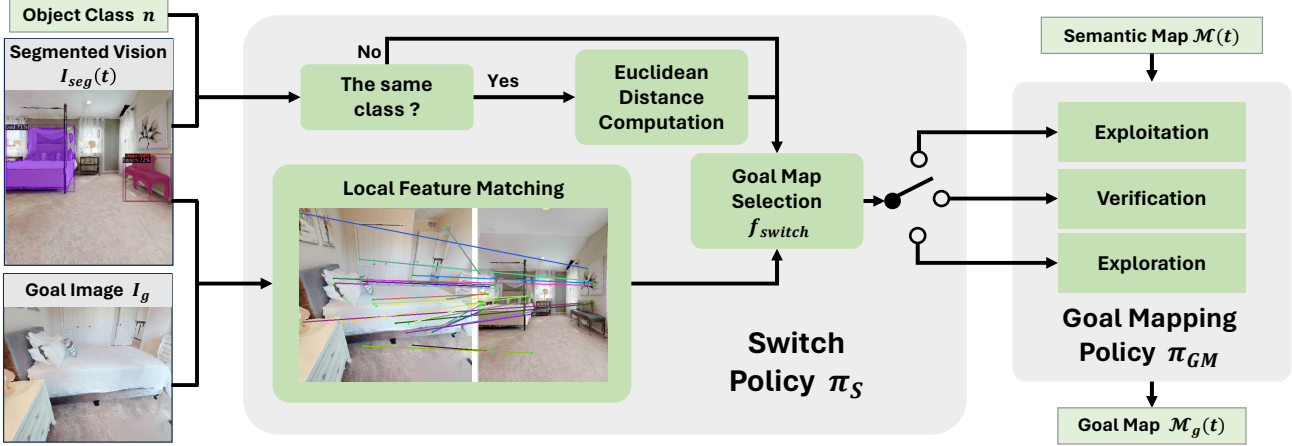 Object Class n
Segmented Vision
I_seg(t)
Goal Image I_g
No
The same
class ?
Yes
Euclidean
Distance
Computation
Local Feature Matching
Goal Map
Selection
f_switch
Switch
Policy π_S
Semantic Map ℳ(t)
Exploitation
Verification
Exploration
Goal Mapping
Policy π_GM
Goal Map ℳ_g(t)